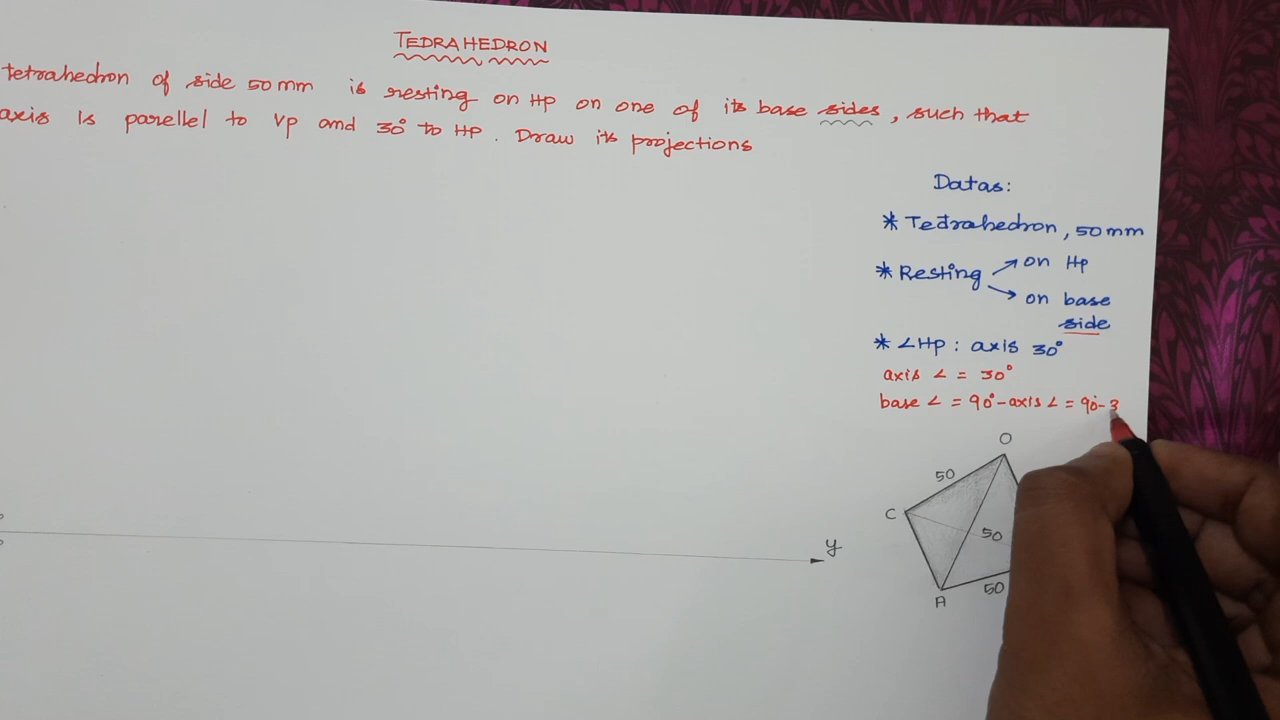 TEDRAHEDRON
tetrahedron of side 50 mm is resting on HP on one of its base sides, such that
axis is parellel to VP and 30° to HP. Draw its projections
Datas:
* Tedrahedron, 50 mm
* Resting → on HP
→ on base
side
* ∠HP : axis 30°
axis ∠ = 30°
base ∠ = 90° - axis ∠ = 90° - 3
O
50
C
50
y
50
A